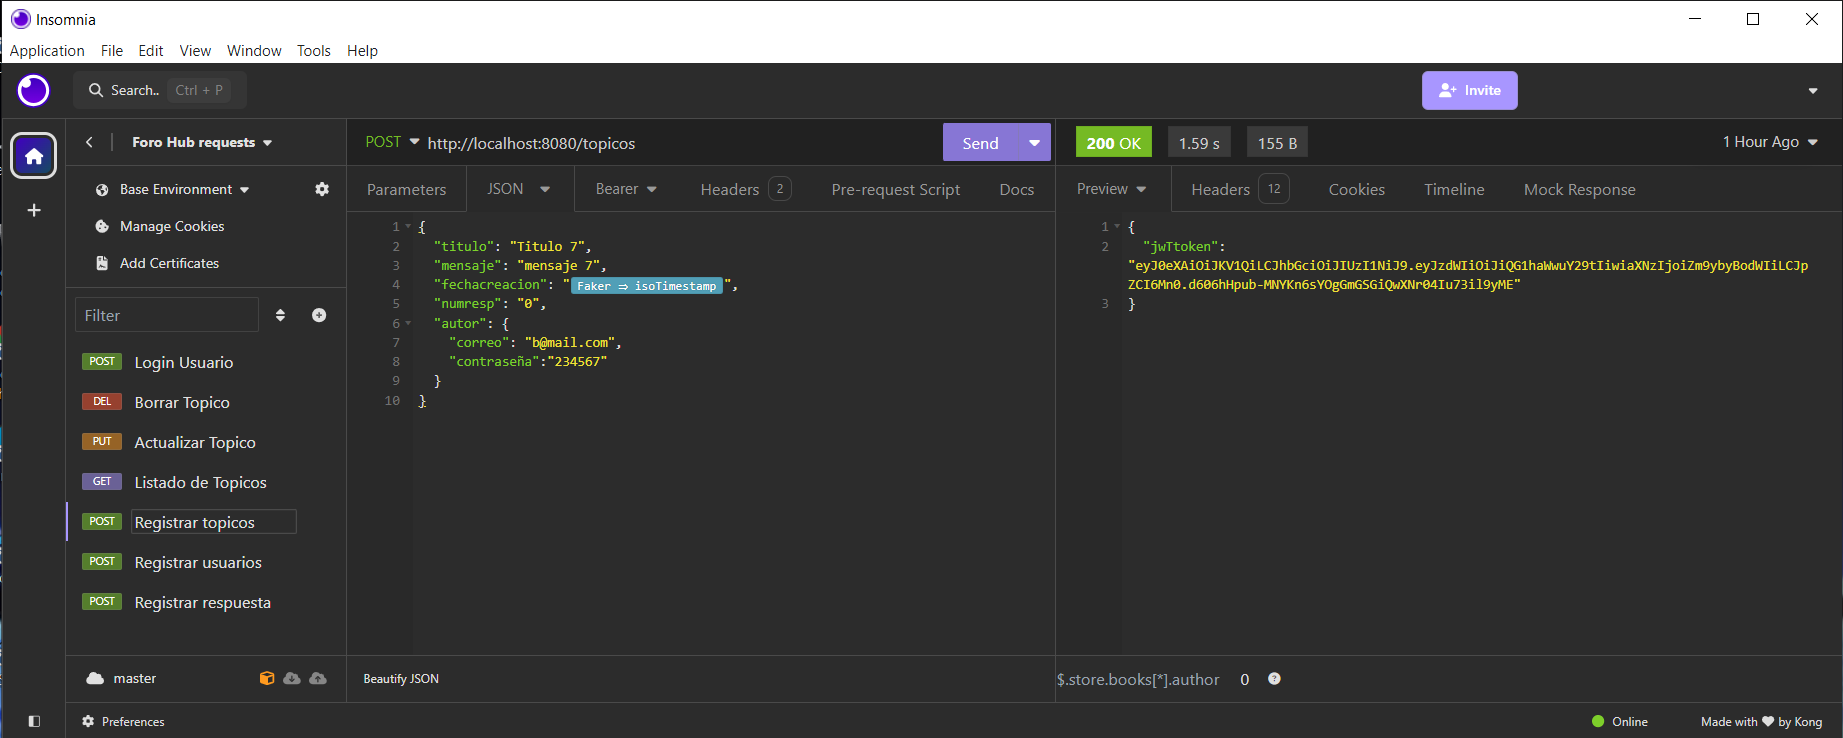 Insomnia
Application File Edit View Window Tools Help
Search.. Ctrl + P
Invite
Foro Hub requests
POST http://localhost:8080/topicos Send
200 OK 1.59 s 155 B 1 Hour Ago
Base Environment
Parameters JSON Bearer Headers 2 Pre-request Script Docs
Preview Headers 12 Cookies Timeline Mock Response
Manage Cookies
Add Certificates
Filter
POST Login Usuario
DEL Borrar Topico
PUT Actualizar Topico
GET Listado de Topicos
POST Registrar topicos
POST Registrar usuarios
POST Registrar respuesta
1 {
2 "titulo": "Titulo 7",
3 "mensaje": "mensaje 7",
4 "fechacreacion": "Faker ⇒ isoTimestamp",
5 "numresp": "0",
6 "autor": {
7 "correo": "b@mail.com",
8 "contraseña":"234567"
9 }
10 }
1 {
2 "jwTtoken":
"eyJ0eXAiOiJKV1QiLCJhbGciOiJIUzI1NiJ9.eyJzdWIiOiJiQG1haWwuY29tIiwiaXNzIjoiZm9ybyBodWIiLCJp
ZCI6Mn0.d606hHpub-MNYKn6sYOgGmGSGiQwXNr04Iu73il9yME"
3 }
master
Beautify JSON
$.store.books[*].author 0 ?
Preferences
Online Made with ❤ by Kong